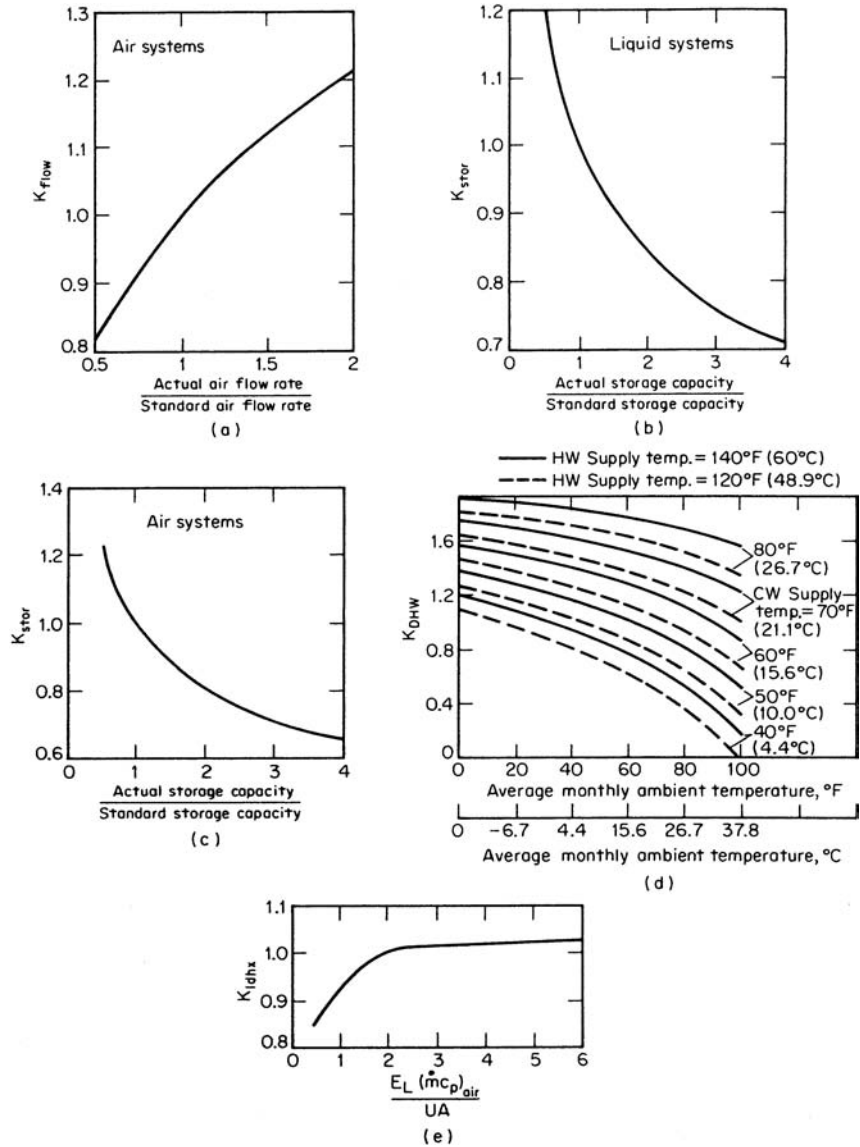 Air systems
1.2
1.1
1.0
0.9
0.8
K_flow
0.5
1
1.5
2
Actual air flow rate
Standard air flow rate
(a)
Liquid systems
1.2
1.1
1.0
0.9
0.8
0.7
K_stor
0
1
2
3
4
Actual storage capacity
Standard storage capacity
(b)
Air systems
1.4
1.2
1.0
0.8
0.6
K_stor
0
1
2
3
4
Actual storage capacity
Standard storage capacity
(c)
HW Supply temp. = 140°F (60°C)
HW Supply temp. = 120°F (48.9°C)
1.6
1.2
0.8
0.4
0
K_DHW
80°F
(26.7°C)
CW Supply
temp. = 70°F
(21.1°C)
60°F
(15.6°C)
50°F
(10.0°C)
40°F
(4.4°C)
0
20
40
60
80
100
Average monthly ambient temperature, °F
0
-6.7
4.4
15.6
26.7
37.8
Average monthly ambient temperature, °C
(d)
1.1
1.0
0.9
0.8
K_ldhx
0
1
2
3
4
5
6
E_L (ṁc_p)_air
UA
(e)